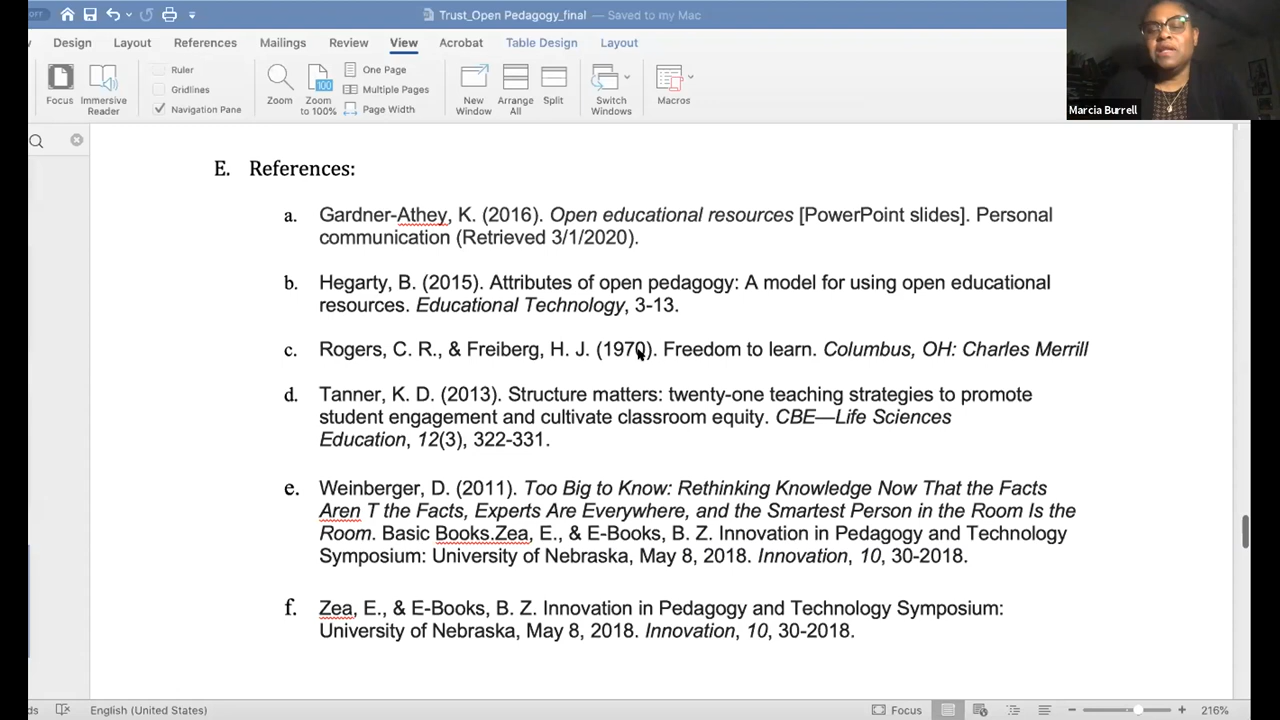 Trust_Open Pedagogy_final — Saved to my Mac
Design Layout References Mailings Review View Acrobat Table Design Layout
Focus
Immersive
Reader
Ruler
Gridlines
Navigation Pane
Zoom
Zoom
to 100%
100
One Page
Multiple Pages
Page Width
New
Window
Arrange
All
Split
Switch
Windows
Macros
Marcia Burrell
E. References:
a. Gardner-Athey, K. (2016). Open educational resources [PowerPoint slides]. Personal
communication (Retrieved 3/1/2020).
b. Hegarty, B. (2015). Attributes of open pedagogy: A model for using open educational
resources. Educational Technology, 3-13.
c. Rogers, C. R., & Freiberg, H. J. (1970). Freedom to learn. Columbus, OH: Charles Merrill
d. Tanner, K. D. (2013). Structure matters: twenty-one teaching strategies to promote
student engagement and cultivate classroom equity. CBE—Life Sciences
Education, 12(3), 322-331.
e. Weinberger, D. (2011). Too Big to Know: Rethinking Knowledge Now That the Facts
Aren T the Facts, Experts Are Everywhere, and the Smartest Person in the Room Is the
Room. Basic Books.Zea, E., & E-Books, B. Z. Innovation in Pedagogy and Technology
Symposium: University of Nebraska, May 8, 2018. Innovation, 10, 30-2018.
f. Zea, E., & E-Books, B. Z. Innovation in Pedagogy and Technology Symposium:
University of Nebraska, May 8, 2018. Innovation, 10, 30-2018.
English (United States) Focus 216%